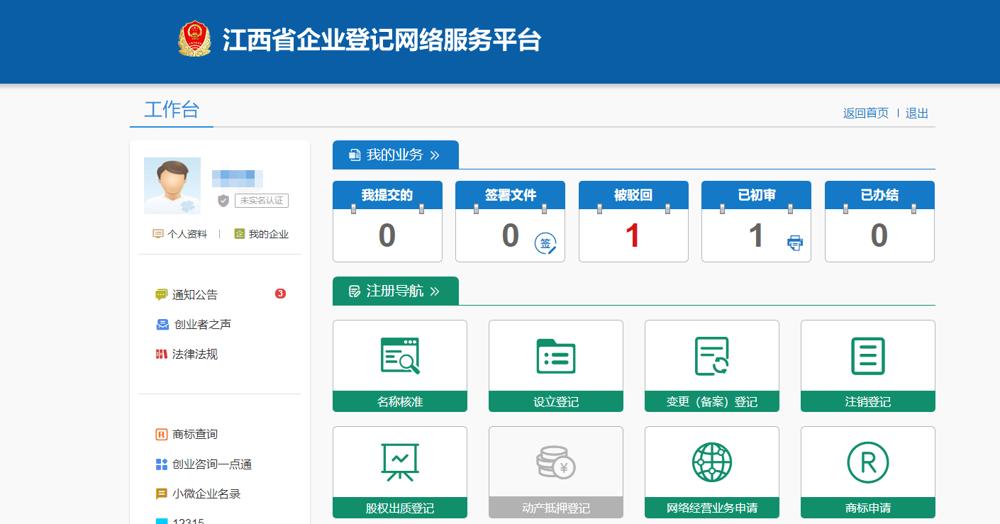 江西省企业登记网络服务平台
工作台
返回首页 | 退出
未实名认证
个人资料 | 我的企业
通知公告 3
创业者之声
法律法规
商标查询
创业咨询一点通
小微企业名录
12315
我的业务 »
我提交的 签署文件 被驳回 已初审 已办结
0 0 签 1 1 0
注册导航 »
名称核准 设立登记 变更（备案）登记 注销登记
R
股权出质登记 动产抵押登记 网络经营业务申请 商标申请